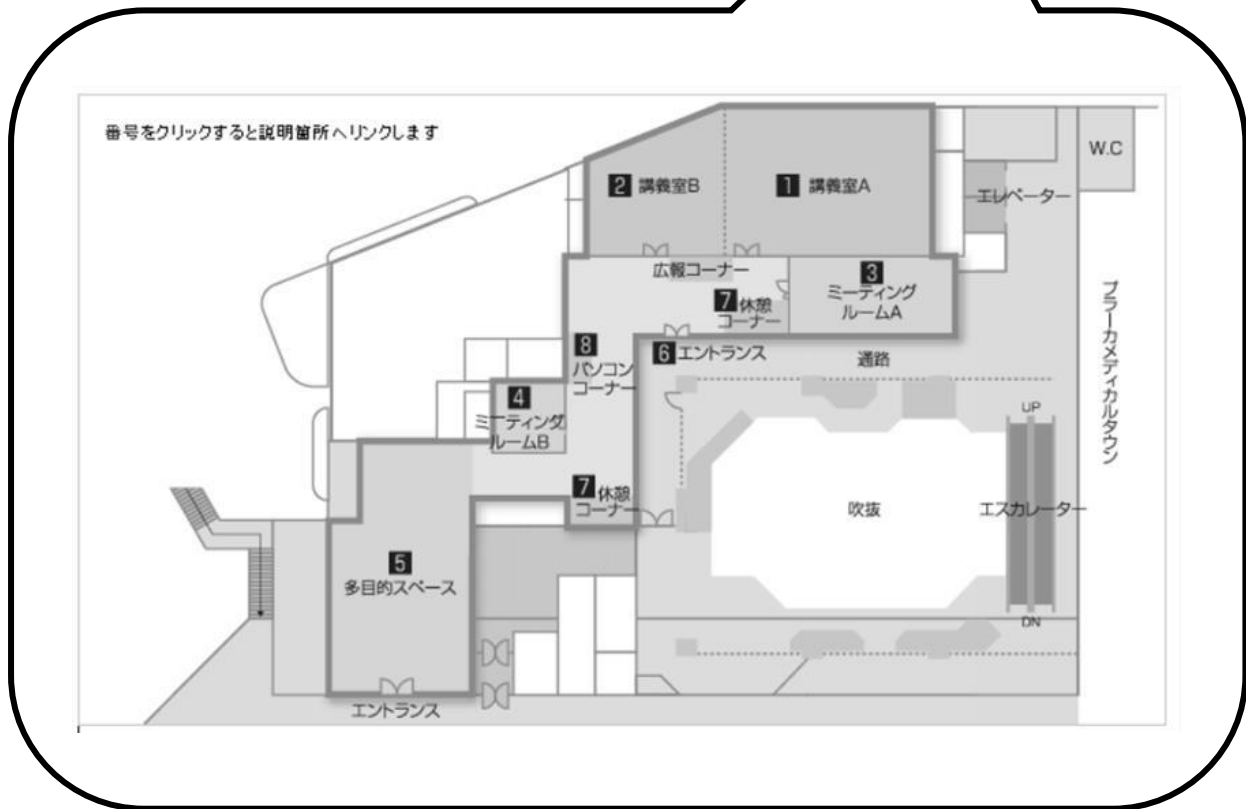 番号をクリックすると説明箇所へリンクします
W.C
2 講義室B
1 講義室A
エレベーター
広報コーナー
3
ミーティング
ルームA
7 休憩
コーナー
プラーカメディカルタウン
6 エントランス
通路
8
パソコン
コーナー
4
ミーティング
ルームB
UP
7 休憩
コーナー
吹抜
エスカレーター
5
多目的スペース
DN
エントランス